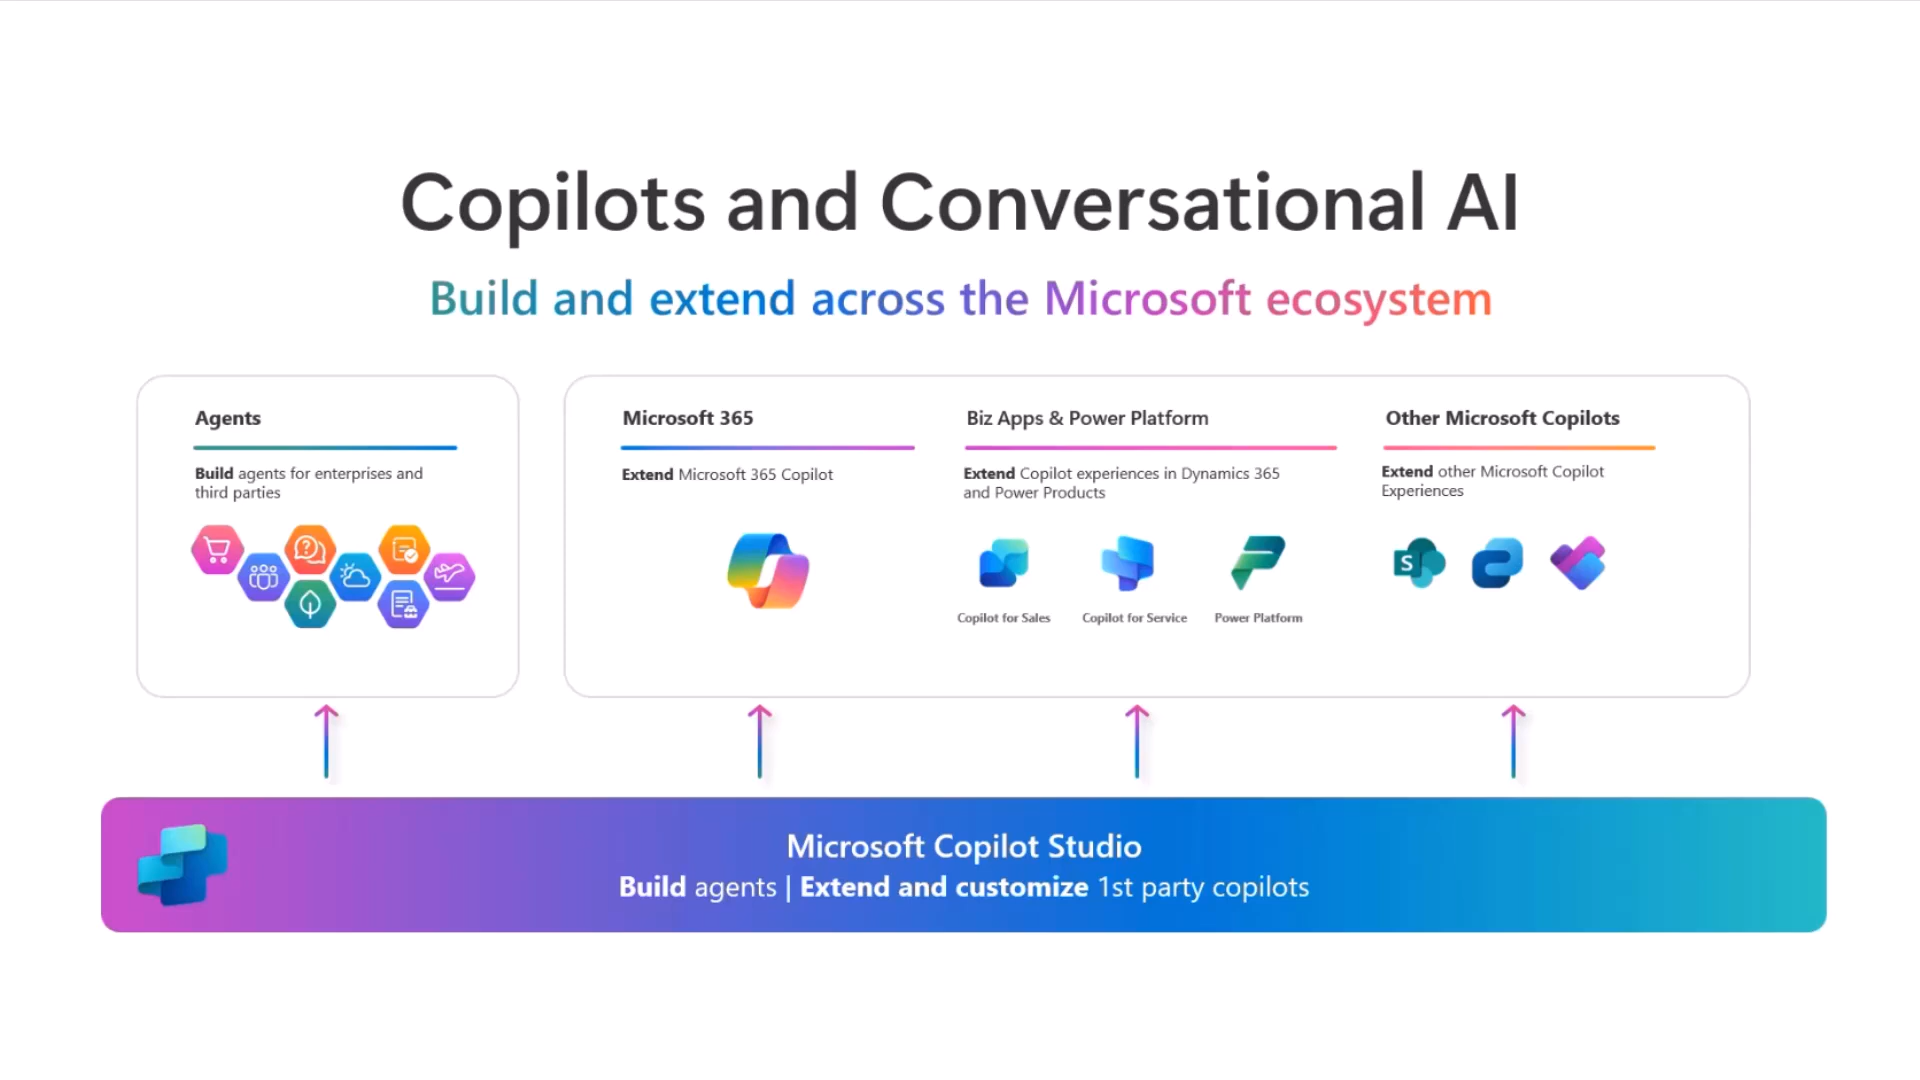 Copilots and Conversational AI
Build and extend across the Microsoft ecosystem
Agents
Build agents for enterprises and
third parties
Microsoft 365
Extend Microsoft 365 Copilot
Biz Apps & Power Platform
Extend Copilot experiences in Dynamics 365
and Power Products
Copilot for Sales
Copilot for Service
Power Platform
Other Microsoft Copilots
Extend other Microsoft Copilot
Experiences
S
Microsoft Copilot Studio
Build agents | Extend and customize 1st party copilots